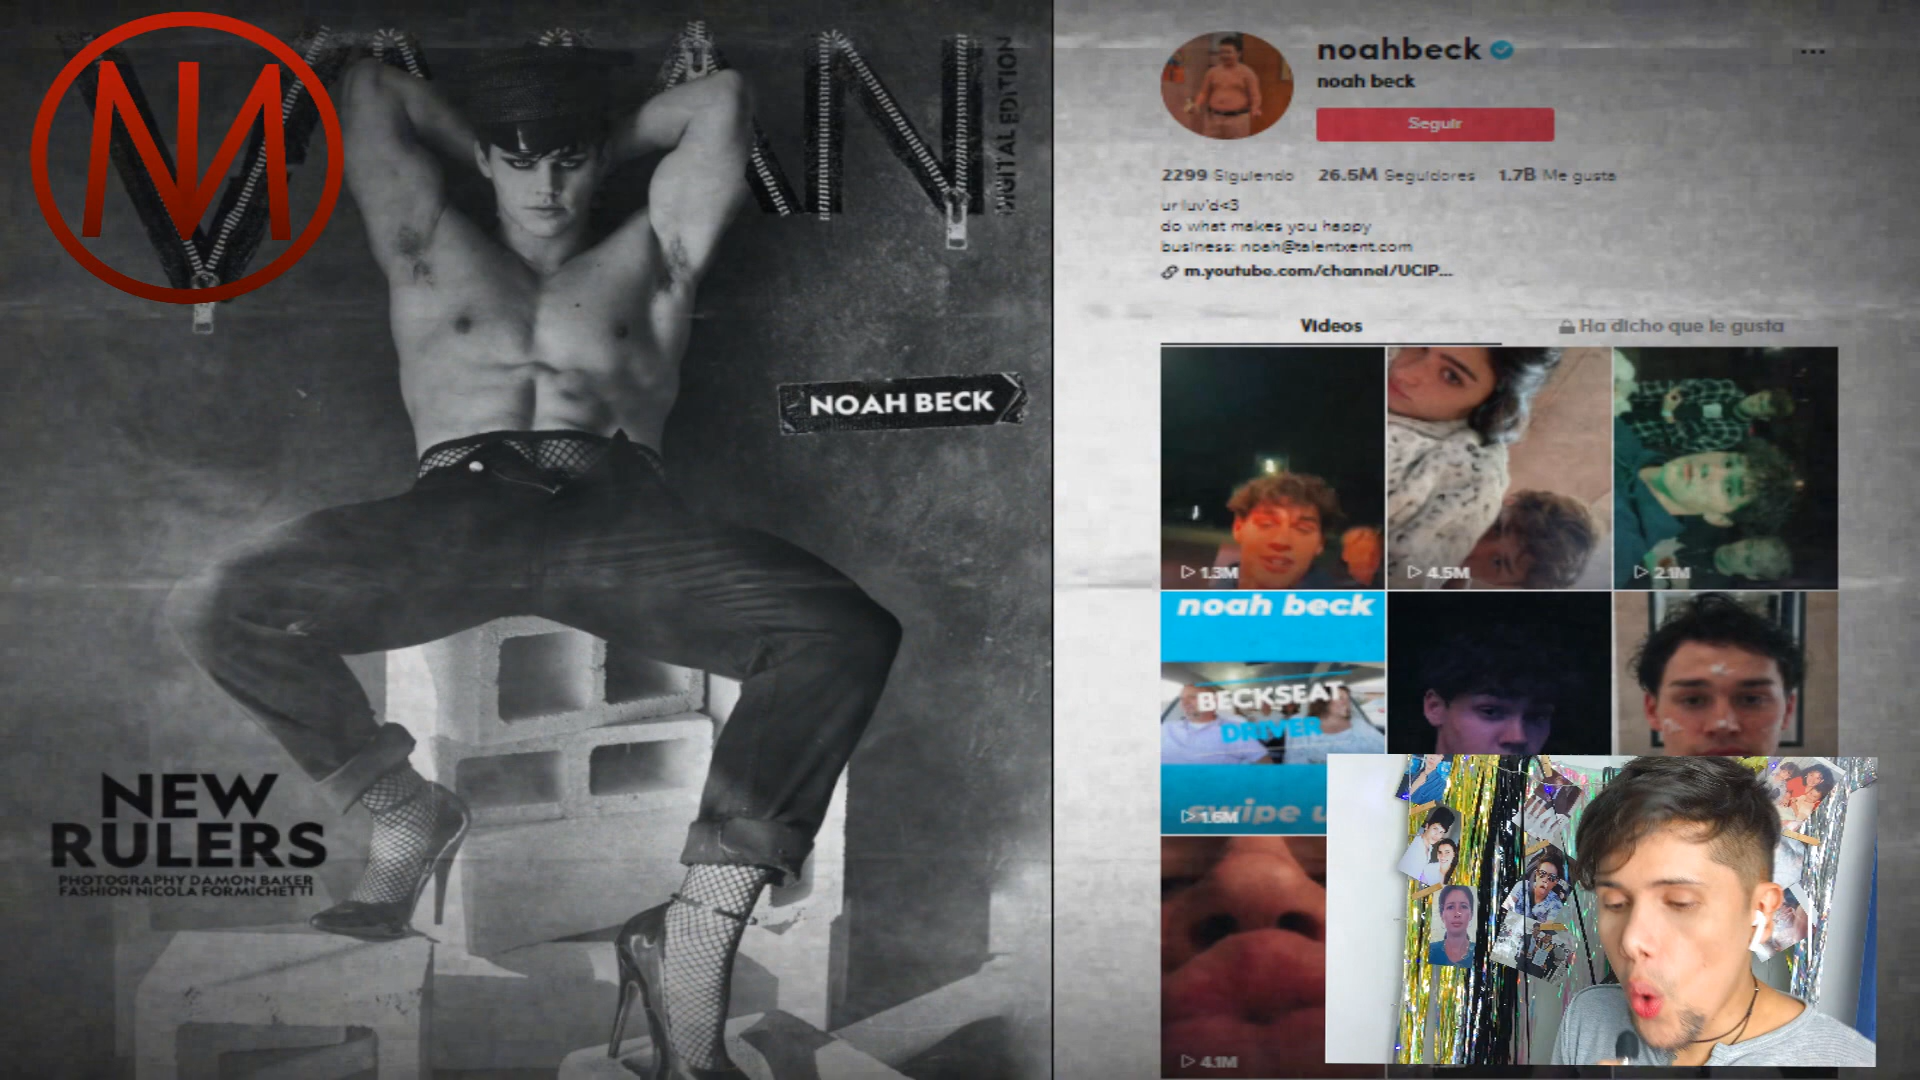 VMAN
DIGITAL EDITION
NOAH BECK
NEW
RULERS
PHOTOGRAPHY DAMON BAKER
FASHION NICOLA FORMICHETTI
noahbeck
noah beck
Seguir
2299 Siguiendo 26.5M Seguidores 1.7B Me gusta
ur luv'd<3
do what makes you happy
business: noah@talentxent.com
m.youtube.com/channel/UCIP...
Videos
Ha dicho que le gusta
1.3M
4.5M
2.1M
noah beck
BECKSEAT
DRIVER
1.6M
swipe u
4.1M